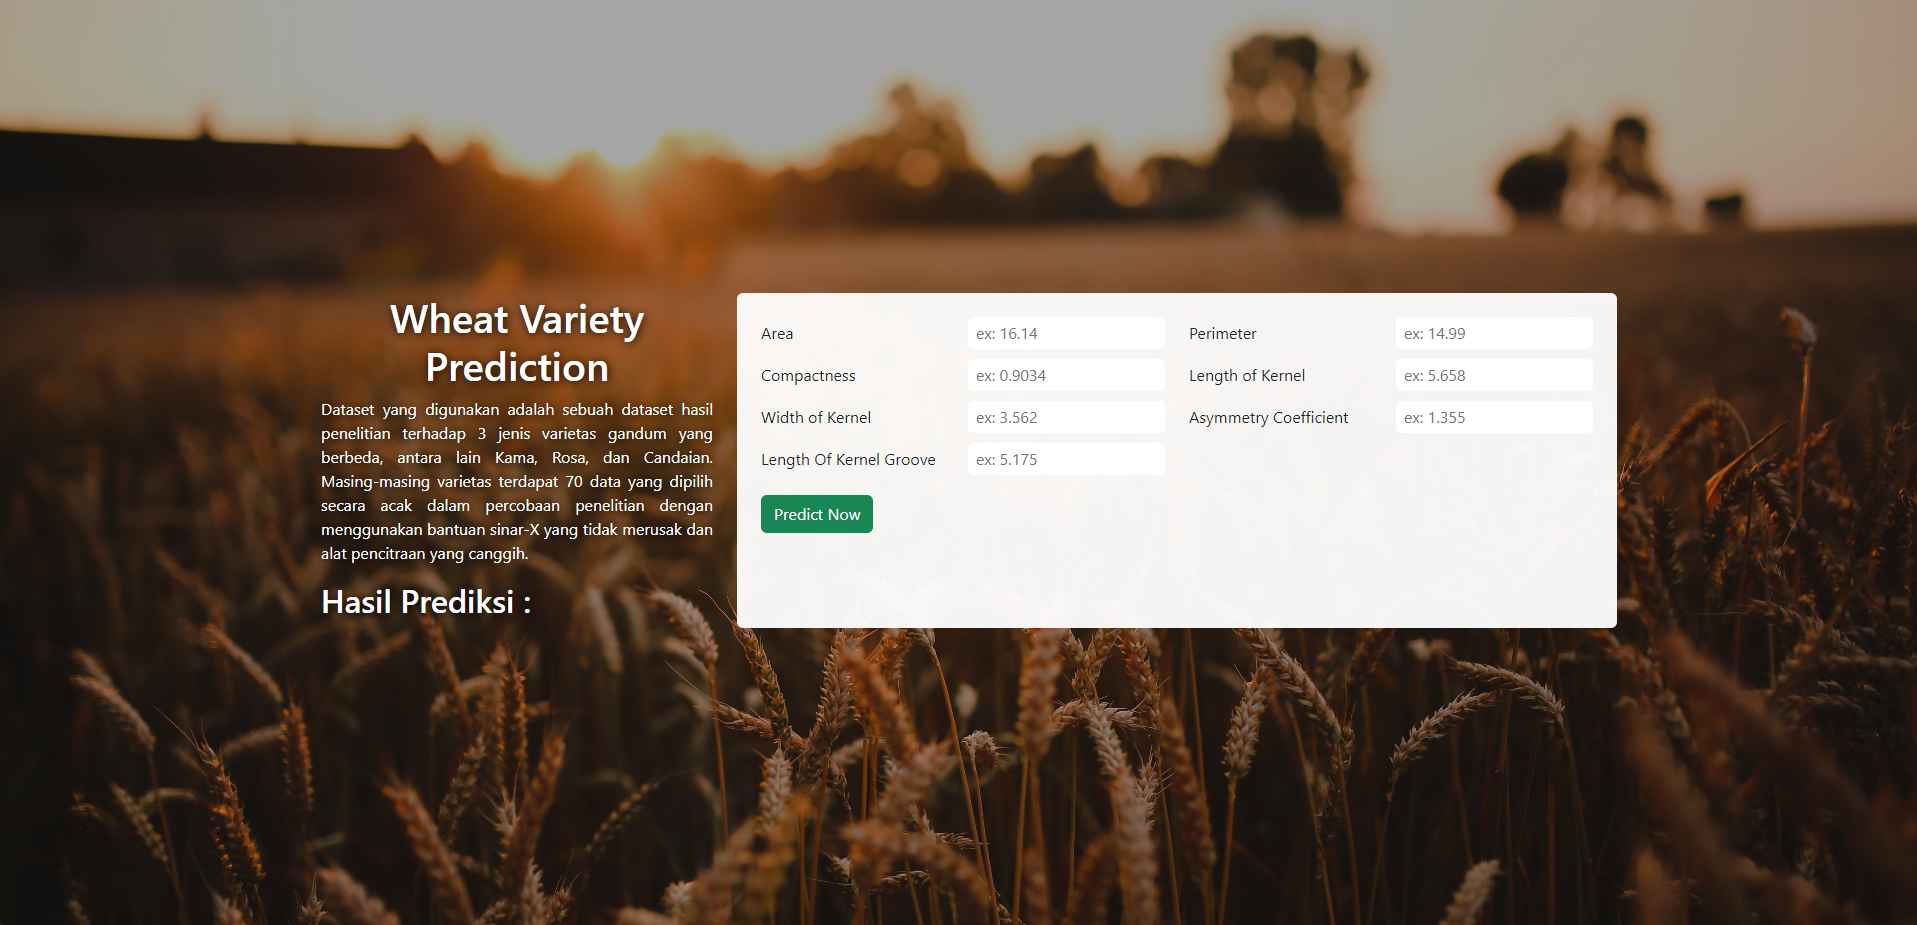 Wheat Variety
Prediction
Dataset yang digunakan adalah sebuah dataset hasil
penelitian terhadap 3 jenis varietas gandum yang
berbeda, antara lain Kama, Rosa, dan Candaian.
Masing-masing varietas terdapat 70 data yang dipilih
secara acak dalam percobaan penelitian dengan
menggunakan bantuan sinar-X yang tidak merusak dan
alat pencitraan yang canggih.
Hasil Prediksi :
Area ex: 16.14 Perimeter ex: 14.99
Compactness ex: 0.9034 Length of Kernel ex: 5.658
Width of Kernel ex: 3.562 Asymmetry Coefficient ex: 1.355
Length Of Kernel Groove ex: 5.175
Predict Now